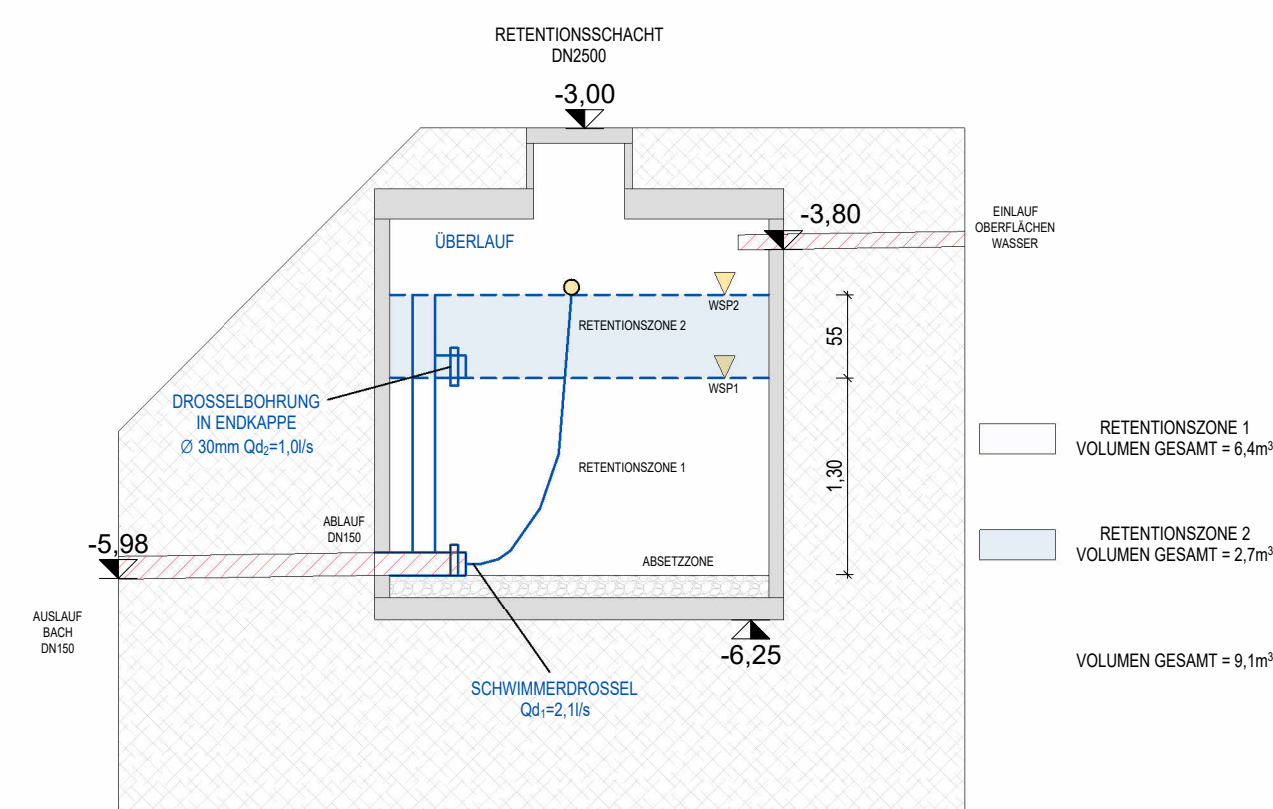 RETENTIONSSCHACHT
DN2500
-3,00
-3,80
EINLAUF
OBERFLÄCHEN
WASSER
ÜBERLAUF
WSP2
RETENTIONSZONE 2
55
WSP1
DROSSELBOHRUNG
IN ENDKAPPE
Ø 30mm Qd₂=1,0l/s
RETENTIONSZONE 1
VOLUMEN GESAMT = 6,4m³
RETENTIONSZONE 1
1,30
ABLAUF
DN150
-5,98
ABSETZZONE
RETENTIONSZONE 2
VOLUMEN GESAMT = 2,7m³
AUSLAUF
BACH
DN150
-6,25
VOLUMEN GESAMT = 9,1m³
SCHWIMMERDROSSEL
Qd₁=2,1l/s